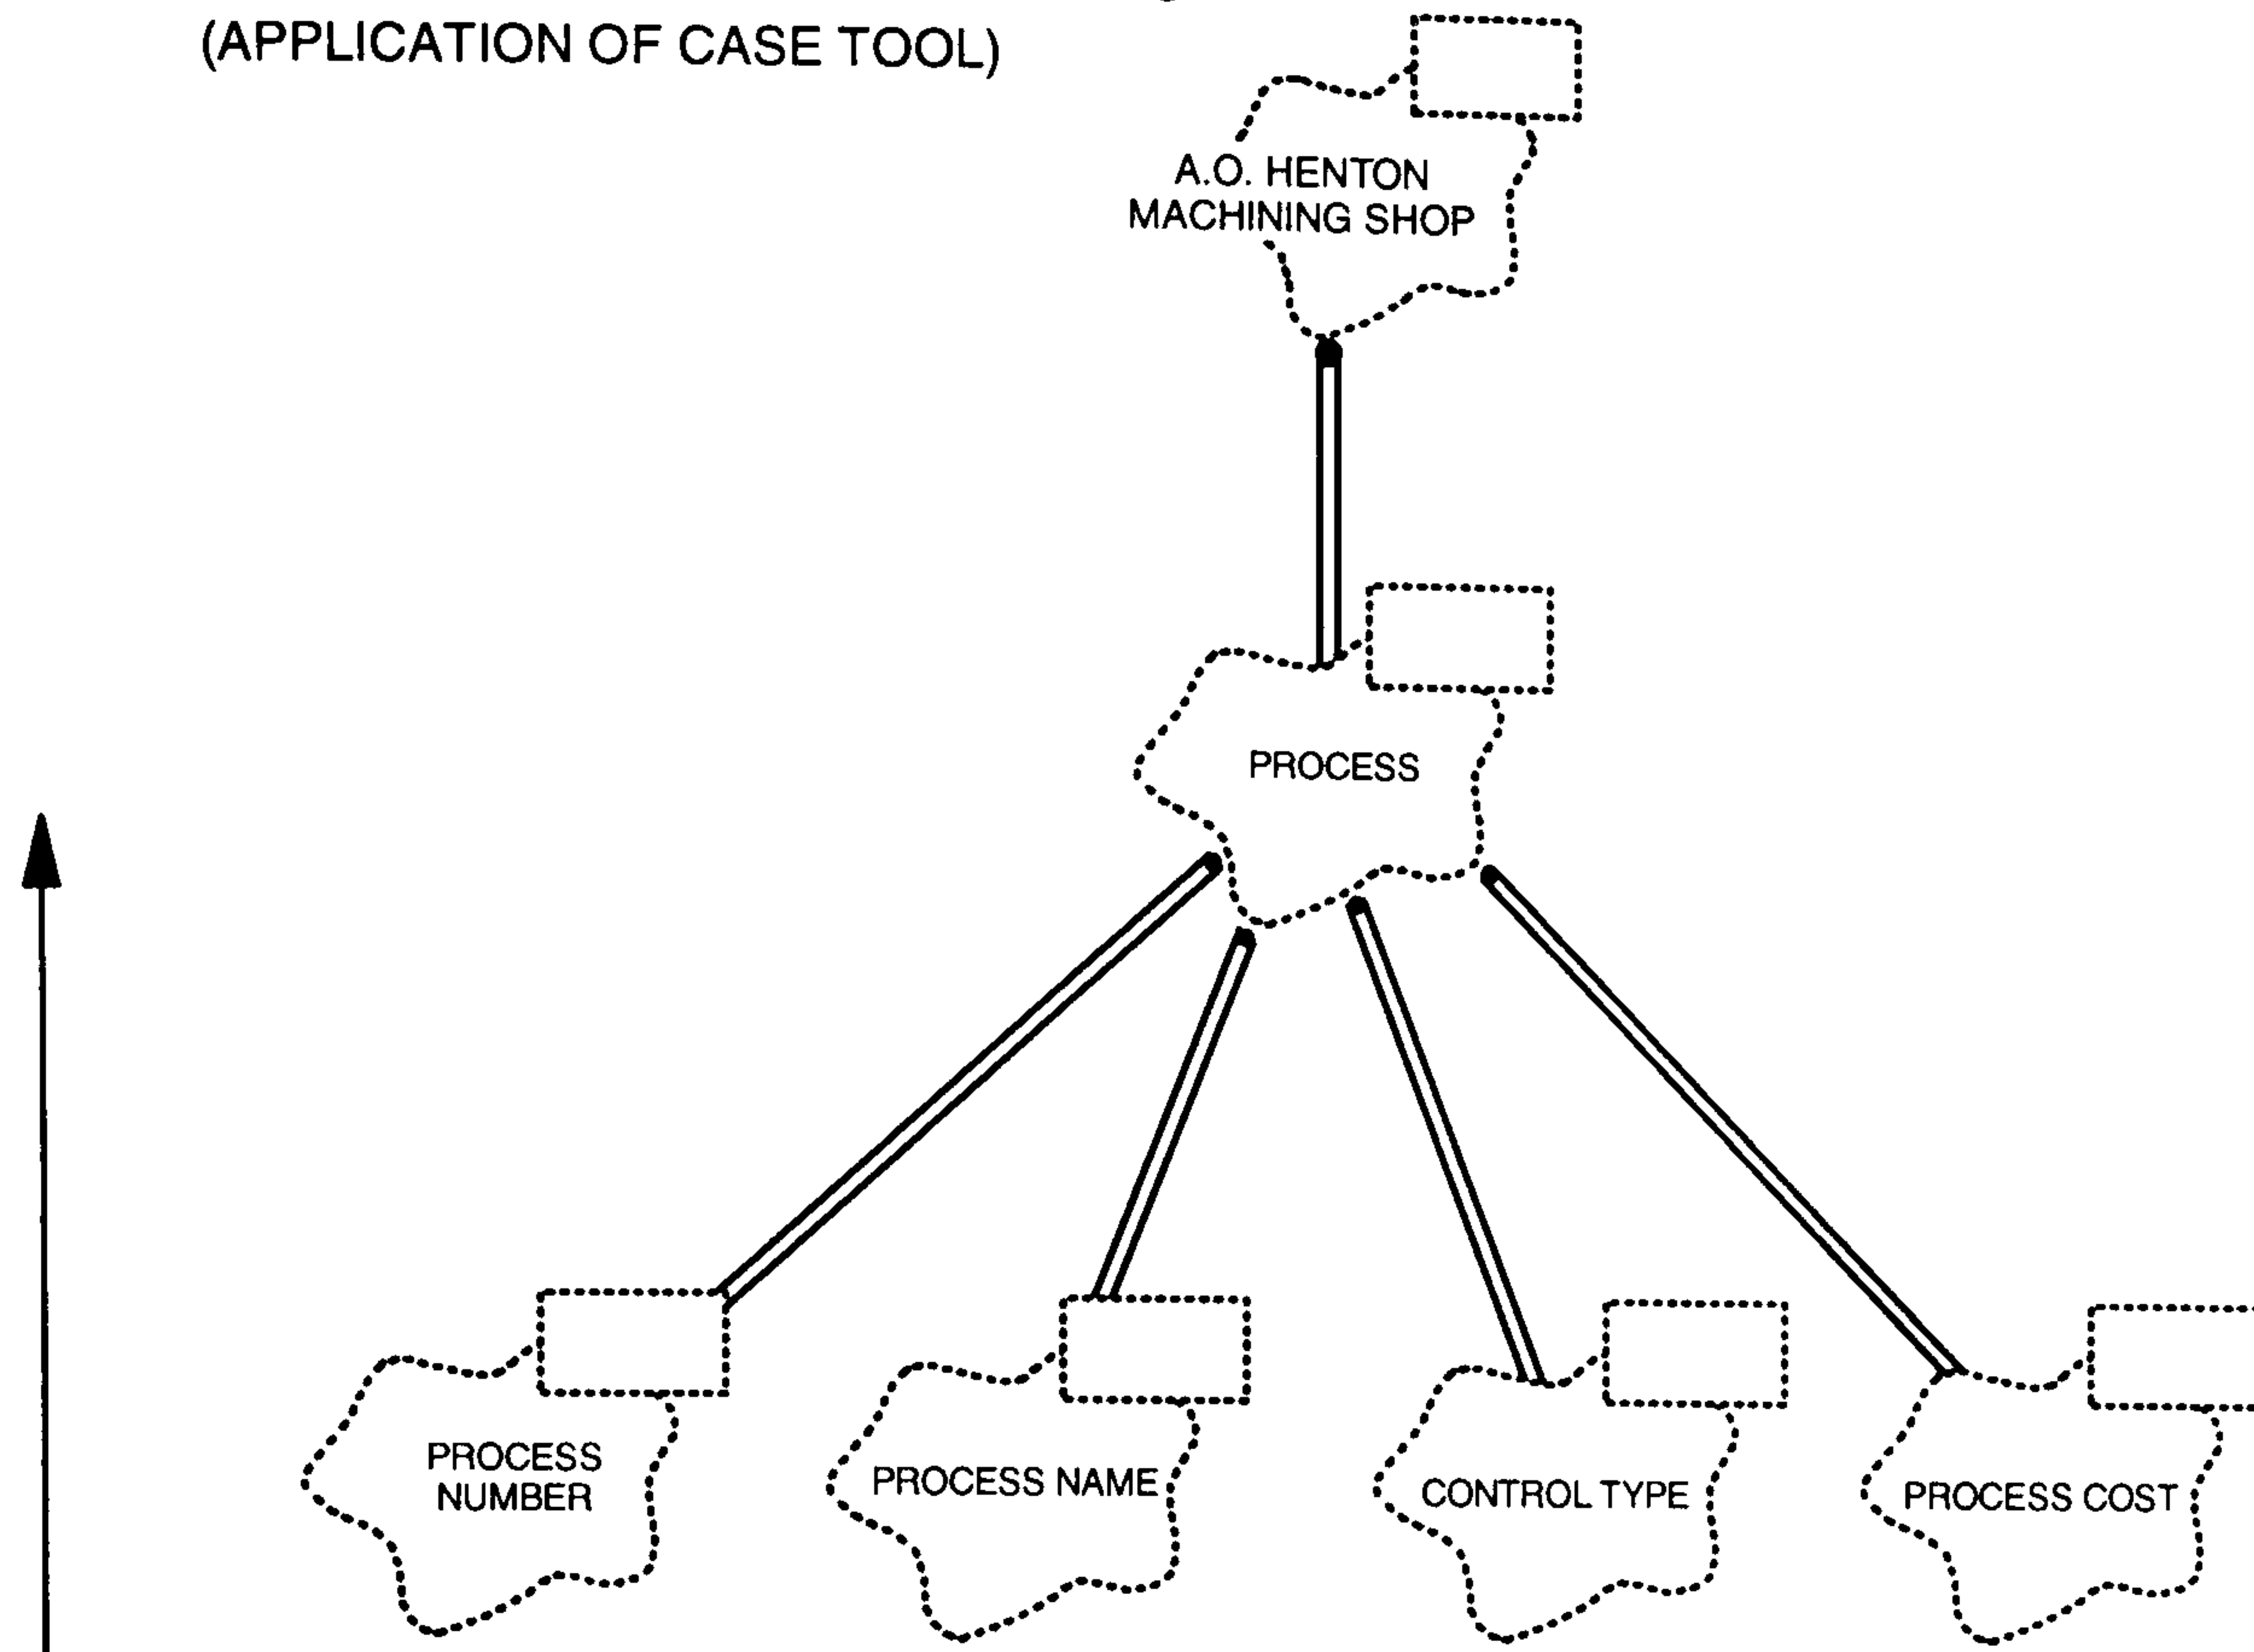 (APPLICATION OF CASE TOOL)
A.O. HENTON
MACHINING SHOP
PROCESS
PROCESS
NUMBER
PROCESS NAME
CONTROL TYPE
PROCESS COST